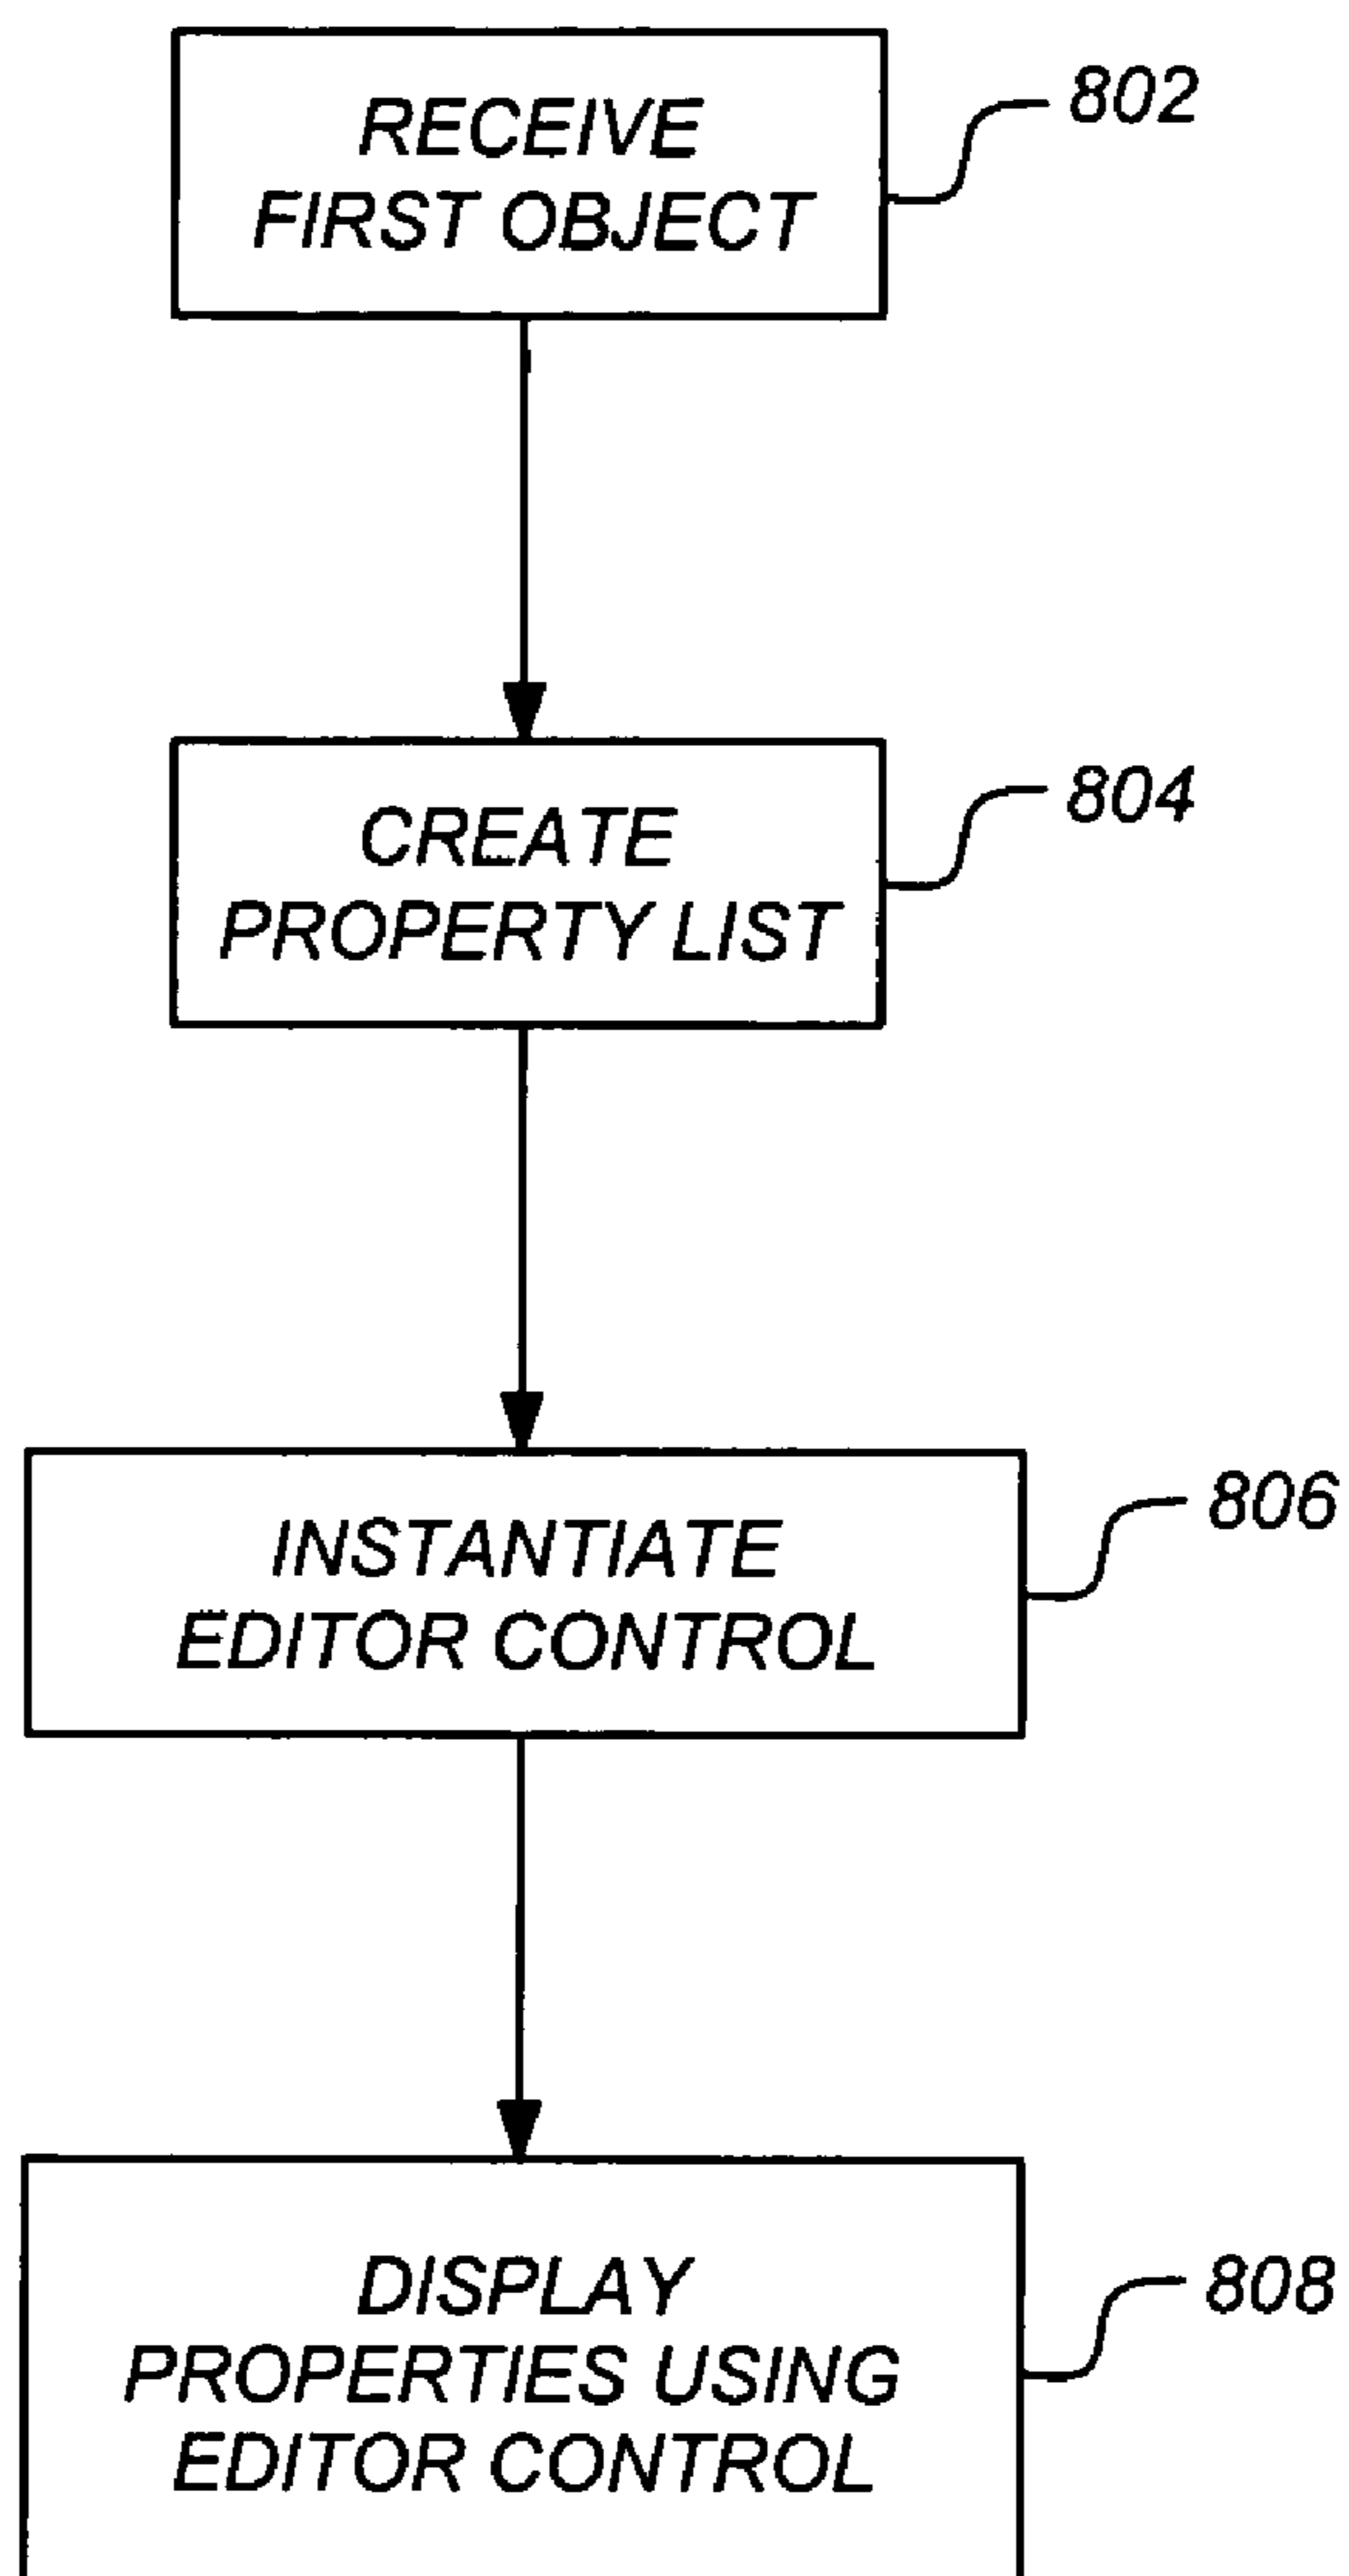 RECEIVE
FIRST OBJECT
802
CREATE
PROPERTY LIST
804
INSTANTIATE
EDITOR CONTROL
806
DISPLAY
PROPERTIES USING
EDITOR CONTROL
808